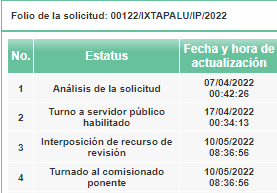 Folio de la solicitud: 00122/IXTAPALU/IP/2022
No. Estatus Fecha y hora de actualización
1 Análisis de la solicitud 07/04/2022 00:42:26
2 Turno a servidor público habilitado 17/04/2022 00:34:13
3 Interposición de recurso de revisión 10/05/2022 08:36:56
4 Turnado al comisionado ponente 10/05/2022 08:36:56